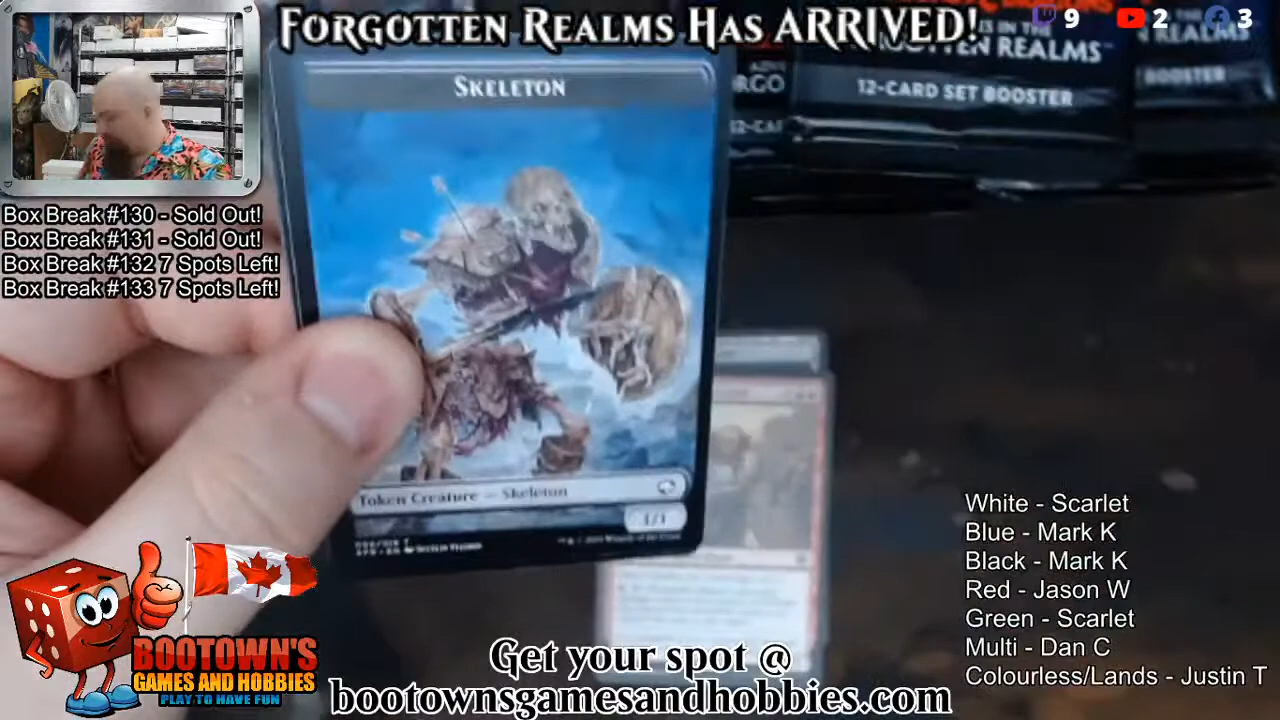 FORGOTTEN REALMS HAS ARRIVED!
9
2
3
SKELETON
REALMS™
12-CARD SET BOOSTER
REALMS
BOOSTER
Box Break #130 - Sold Out!
Box Break #131 - Sold Out!
Box Break #132 7 Spots Left!
Box Break #133 7 Spots Left!
Token Creature — Skeleton
1/1
White - Scarlet
Blue - Mark K
Black - Mark K
Red - Jason W
Green - Scarlet
Multi - Dan C
Colourless/Lands - Justin T
BOOTOWN'S
GAMES AND HOBBIES
PLAY TO HAVE FUN
Get your spot @
bootownsgamesandhobbies.com